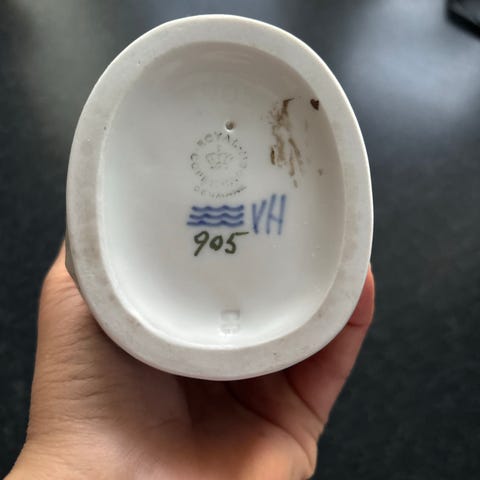 ROYAL
COPENHAGEN
DENMARK
VH
905